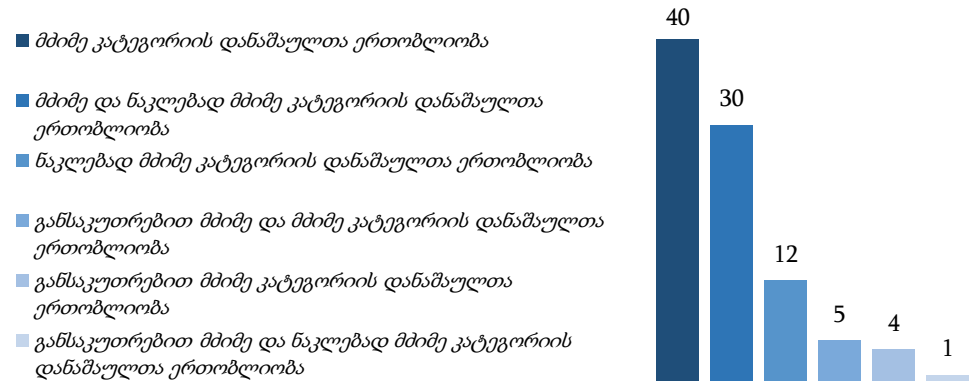 მძიმე კატეგორიის დანაშაულთა ერთობლიობა
მძიმე და ნაკლებად მძიმე კატეგორიის დანაშაულთა
ერთობლიობა
ნაკლებად მძიმე კატეგორიის დანაშაულთა ერთობლიობა
განსაკუთრებით მძიმე და მძიმე კატეგორიის დანაშაულთა
ერთობლიობა
განსაკუთრებით მძიმე კატეგორიის დანაშაულთა
ერთობლიობა
განსაკუთრებით მძიმე და ნაკლებად მძიმე კატეგორიის
დანაშაულთა ერთობლიობა
40
30
12
5
4
1